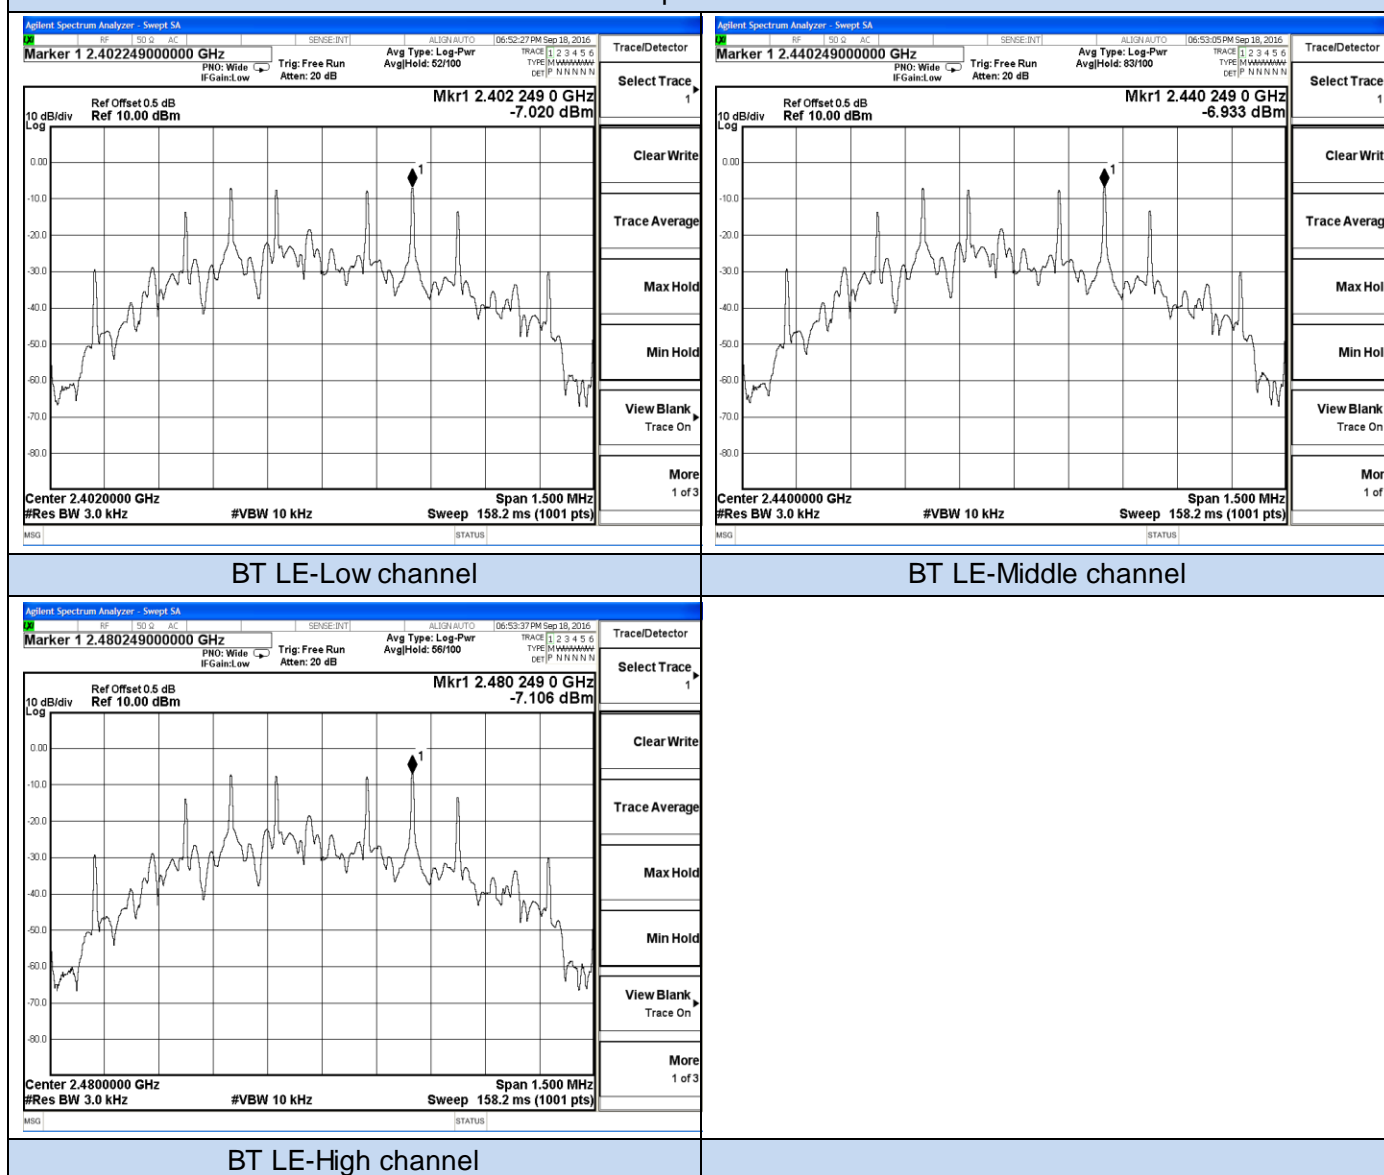 Agilent Spectrum Analyzer - Swept SA
RF 50 Ω AC SENSE:INT ALIGNAUTO 06:52:27 PM Sep 18, 2016
Marker 1 2.402249000000 GHz
PNO: Wide
IFGain:Low
Trig: Free Run
Atten: 20 dB
Avg Type: Log-Pwr
Avg|Hold: 52/100
TRACE 1 2 3 4 5 6
TYPE M WWWWW
DET P N N N N N
Ref Offset 0.5 dB
Ref 10.00 dBm
10 dB/div
Log
Mkr1 2.402 249 0 GHz
-7.020 dBm
1
0.00
-10.0
-20.0
-30.0
-40.0
-50.0
-60.0
-70.0
-80.0
Center 2.4020000 GHz
Span 1.500 MHz
#Res BW 3.0 kHz
#VBW 10 kHz
Sweep 158.2 ms (1001 pts)
MSG STATUS
Trace/Detector
Select Trace
1
Clear Write
Trace Average
Max Hold
Min Hold
View Blank
Trace On
More
1 of 3
Agilent Spectrum Analyzer - Swept SA
RF 50 Ω AC SENSE:INT ALIGNAUTO 06:53:05 PM Sep 18, 2016
Marker 1 2.440249000000 GHz
PNO: Wide
IFGain:Low
Trig: Free Run
Atten: 20 dB
Avg Type: Log-Pwr
Avg|Hold: 83/100
TRACE 1 2 3 4 5 6
TYPE M WWWWW
DET P N N N N N
Ref Offset 0.5 dB
Ref 10.00 dBm
10 dB/div
Log
Mkr1 2.440 249 0 GHz
-6.933 dBm
1
0.00
-10.0
-20.0
-30.0
-40.0
-50.0
-60.0
-70.0
-80.0
Center 2.4400000 GHz
Span 1.500 MHz
#Res BW 3.0 kHz
#VBW 10 kHz
Sweep 158.2 ms (1001 pts)
MSG STATUS
Trace/Detector
Select Trace
1
Clear Writ
Trace Averag
Max Hol
Min Hol
View Blank
Trace On
Mor
1 of
BT LE-Low channel
BT LE-Middle channel
Agilent Spectrum Analyzer - Swept SA
RF 50 Ω AC SENSE:INT ALIGNAUTO 06:53:37 PM Sep 18, 2016
Marker 1 2.480249000000 GHz
PNO: Wide
IFGain:Low
Trig: Free Run
Atten: 20 dB
Avg Type: Log-Pwr
Avg|Hold: 56/100
TRACE 1 2 3 4 5 6
TYPE M WWWWW
DET P N N N N N
Ref Offset 0.5 dB
Ref 10.00 dBm
10 dB/div
Log
Mkr1 2.480 249 0 GHz
-7.106 dBm
1
0.00
-10.0
-20.0
-30.0
-40.0
-50.0
-60.0
-70.0
-80.0
Center 2.4800000 GHz
Span 1.500 MHz
#Res BW 3.0 kHz
#VBW 10 kHz
Sweep 158.2 ms (1001 pts)
MSG STATUS
Trace/Detector
Select Trace
1
Clear Write
Trace Average
Max Hold
Min Hold
View Blank
Trace On
More
1 of 3
BT LE-High channel